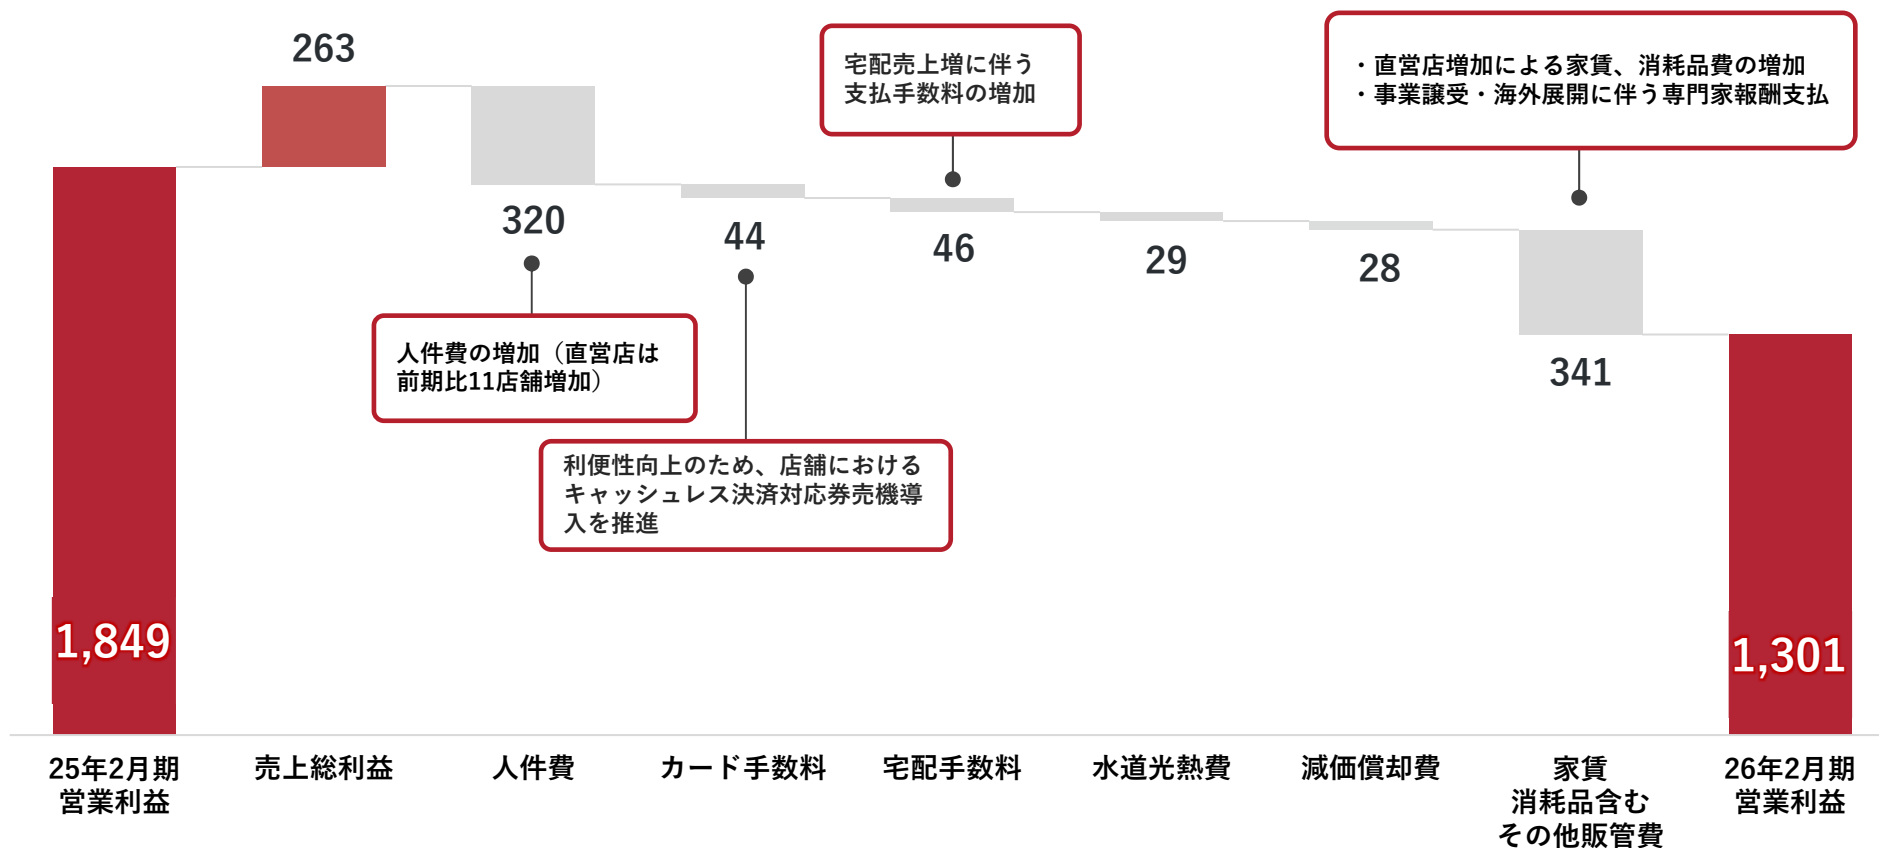 263
宅配売上増に伴う
支払手数料の増加
・直営店増加による家賃、消耗品費の増加
・事業譲受・海外展開に伴う専門家報酬支払
320
44
46
29
28
341
人件費の増加（直営店は
前期比11店舗増加）
利便性向上のため、店舗における
キャッシュレス決済対応券売機導
入を推進
1,849
1,301
25年2月期
営業利益
売上総利益
人件費
カード手数料
宅配手数料
水道光熱費
減価償却費
家賃
消耗品含む
その他販管費
26年2月期
営業利益